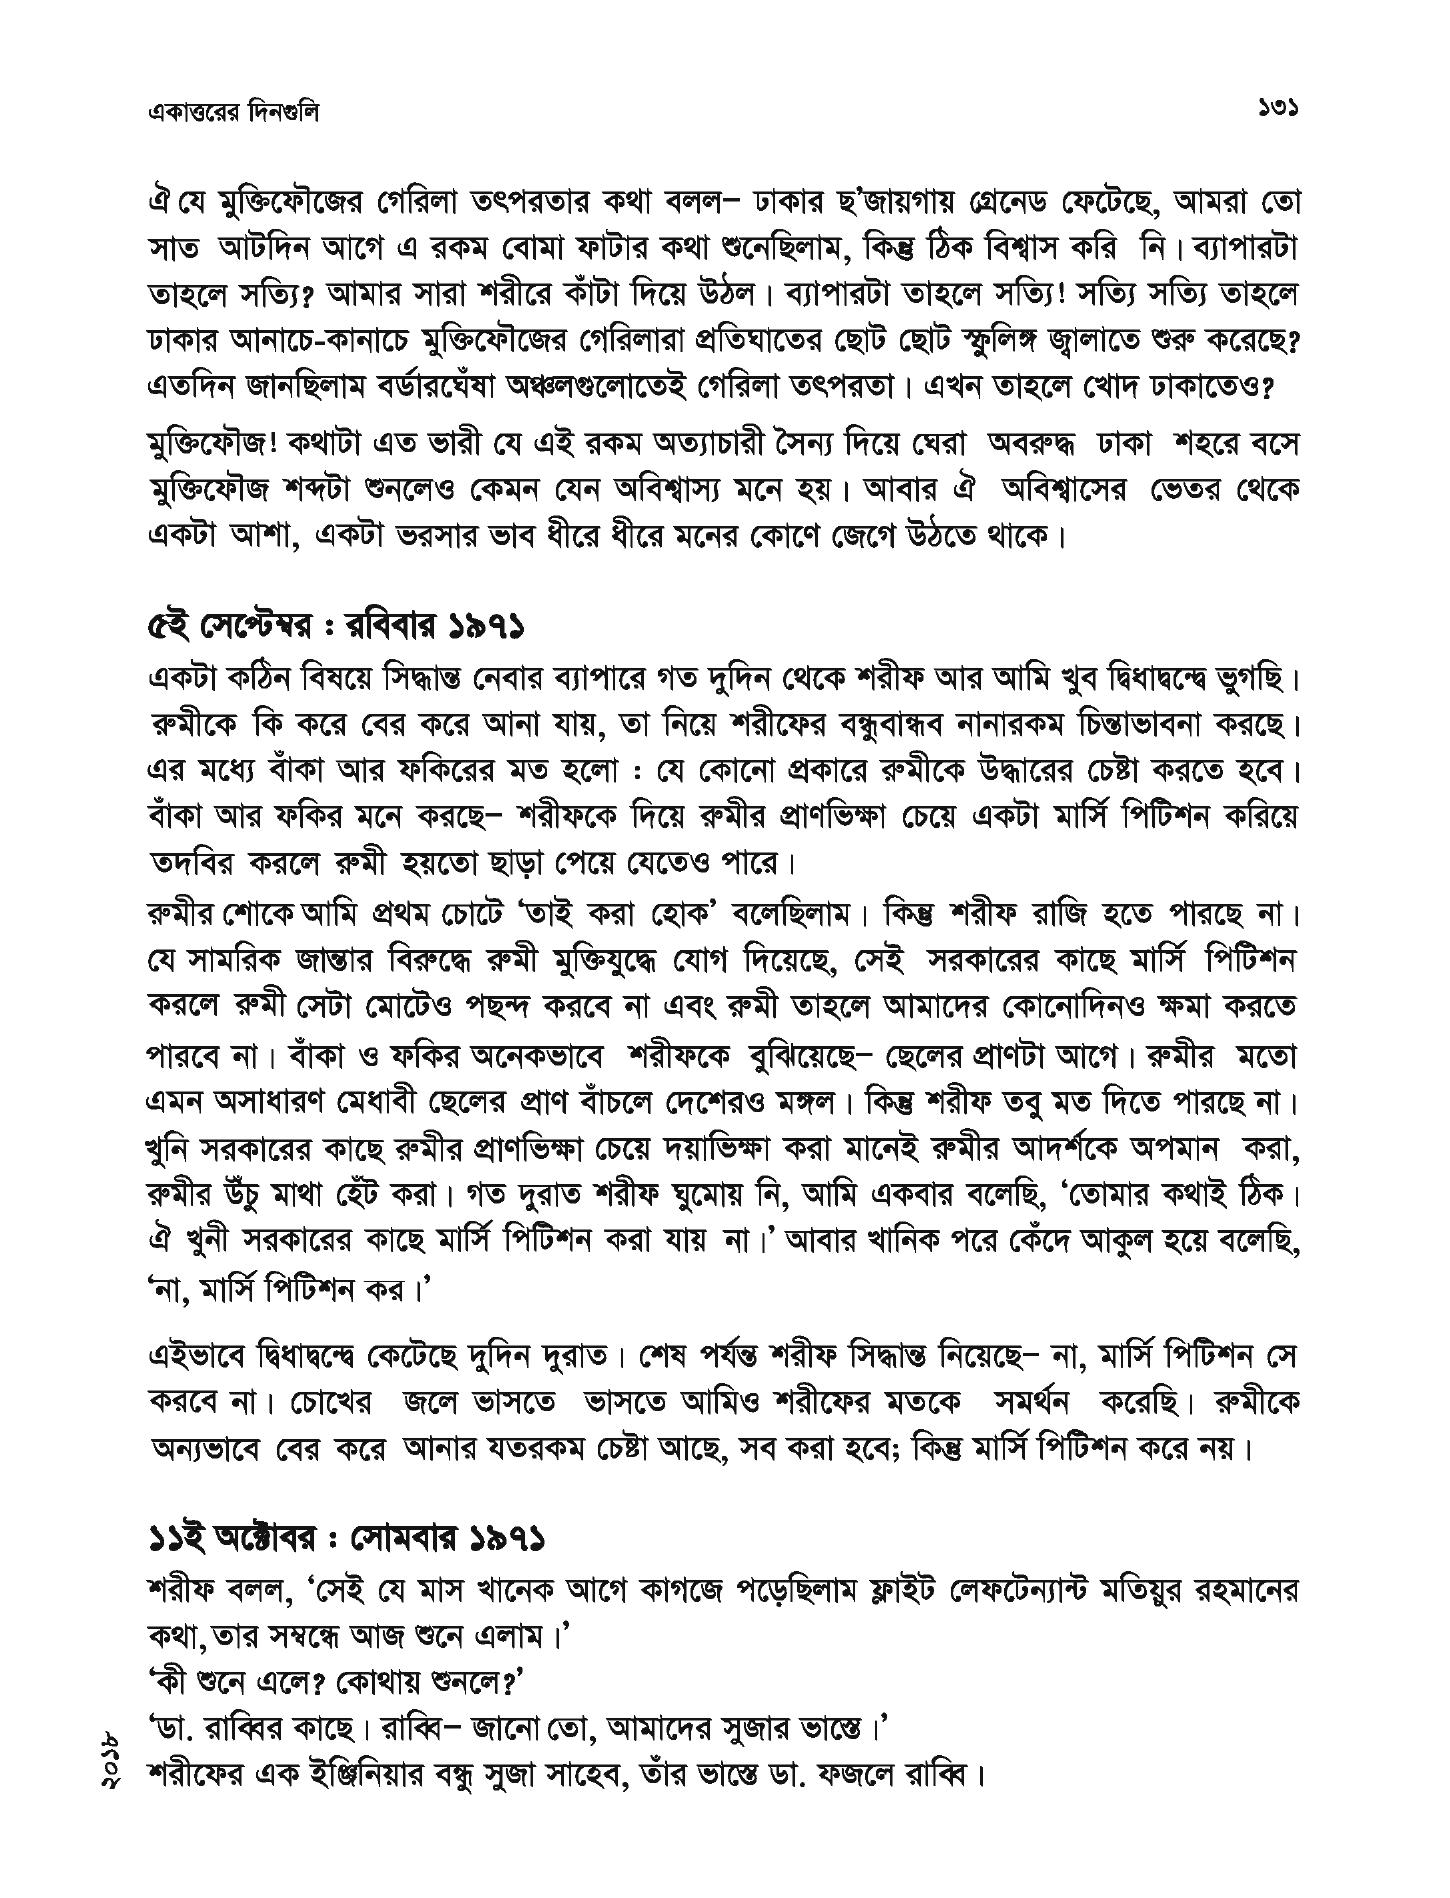 একাত্তরের দিনগুলি
১৩১
ঐ যে মুক্তিফৌজের গেরিলা তৎপরতার কথা বলল– ঢাকার ছ’জায়গায় গ্রেনেড ফেটেছে, আমরা তো
সাত আটদিন আগে এ রকম বোমা ফাটার কথা শুনেছিলাম, কিন্তু ঠিক বিশ্বাস করি নি। ব্যাপারটা
তাহলে সত্যি? আমার সারা শরীরে কাঁটা দিয়ে উঠল। ব্যাপারটা তাহলে সত্যি! সত্যি সত্যি তাহলে
ঢাকার আনাচে-কানাচে মুক্তিফৌজের গেরিলারা প্রতিঘাতের ছোট ছোট স্ফুলিঙ্গ জ্বালাতে শুরু করেছে?
এতদিন জানছিলাম বর্ডারঘেঁষা অঞ্চলগুলোতেই গেরিলা তৎপরতা। এখন তাহলে খোদ ঢাকাতেও?
মুক্তিফৌজ! কথাটা এত ভারী যে এই রকম অত্যাচারী সৈন্য দিয়ে ঘেরা অবরুদ্ধ ঢাকা শহরে বসে
মুক্তিফৌজ শব্দটা শুনলেও কেমন যেন অবিশ্বাস্য মনে হয়। আবার ঐ অবিশ্বাসের ভেতর থেকে
একটা আশা, একটা ভরসার ভাব ধীরে ধীরে মনের কোণে জেগে উঠতে থাকে।
৫ই সেপ্টেম্বর : রবিবার ১৯৭১
একটা কঠিন বিষয়ে সিদ্ধান্ত নেবার ব্যাপারে গত দুদিন থেকে শরীফ আর আমি খুব দ্বিধাদ্বন্দ্বে ভুগছি।
রুমীকে কি করে বের করে আনা যায়, তা নিয়ে শরীফের বন্ধুবান্ধব নানারকম চিন্তাভাবনা করছে।
এর মধ্যে বাঁকা আর ফকিরের মত হলো : যে কোনো প্রকারে রুমীকে উদ্ধারের চেষ্টা করতে হবে।
বাঁকা আর ফকির মনে করছে– শরীফকে দিয়ে রুমীর প্রাণভিক্ষা চেয়ে একটা মার্সি পিটিশন করিয়ে
তদবির করলে রুমী হয়তো ছাড়া পেয়ে যেতেও পারে।
রুমীর শোকে আমি প্রথম চোটে ‘তাই করা হোক’ বলেছিলাম। কিন্তু শরীফ রাজি হতে পারছে না।
যে সামরিক জান্তার বিরুদ্ধে রুমী মুক্তিযুদ্ধে যোগ দিয়েছে, সেই সরকারের কাছে মার্সি পিটিশন
করলে রুমী সেটা মোটেও পছন্দ করবে না এবং রুমী তাহলে আমাদের কোনোদিনও ক্ষমা করতে
পারবে না। বাঁকা ও ফকির অনেকভাবে শরীফকে বুঝিয়েছে– ছেলের প্রাণটা আগে। রুমীর মতো
এমন অসাধারণ মেধাবী ছেলের প্রাণ বাঁচলে দেশেরও মঙ্গল। কিন্তু শরীফ তবু মত দিতে পারছে না।
খুনি সরকারের কাছে রুমীর প্রাণভিক্ষা চেয়ে দয়াভিক্ষা করা মানেই রুমীর আদর্শকে অপমান করা,
রুমীর উঁচু মাথা হেঁট করা। গত দুরাত শরীফ ঘুমোয় নি, আমি একবার বলেছি, ‘তোমার কথাই ঠিক।
ঐ খুনী সরকারের কাছে মার্সি পিটিশন করা যায় না।’ আবার খানিক পরে কেঁদে আকুল হয়ে বলেছি,
‘না, মার্সি পিটিশন কর।’
এইভাবে দ্বিধাদ্বন্দ্বে কেটেছে দুদিন দুরাত। শেষ পর্যন্ত শরীফ সিদ্ধান্ত নিয়েছে– না, মার্সি পিটিশন সে
করবে না। চোখের জলে ভাসতে ভাসতে আমিও শরীফের মতকে সমর্থন করেছি। রুমীকে
অন্যভাবে বের করে আনার যতরকম চেষ্টা আছে, সব করা হবে; কিন্তু মার্সি পিটিশন করে নয়।
১১ই অক্টোবর : সোমবার ১৯৭১
শরীফ বলল, ‘সেই যে মাস খানেক আগে কাগজে পড়েছিলাম ফ্লাইট লেফটেন্যান্ট মতিয়ুর রহমানের
কথা, তার সম্বন্ধে আজ শুনে এলাম।’
‘কী শুনে এলে? কোথায় শুনলে?’
‘ডা. রাব্বির কাছে। রাব্বি– জানো তো, আমাদের সুজার ভাস্তে।’
শরীফের এক ইঞ্জিনিয়ার বন্ধু সুজা সাহেব, তাঁর ভাস্তে ডা. ফজলে রাব্বি।
২০১৮